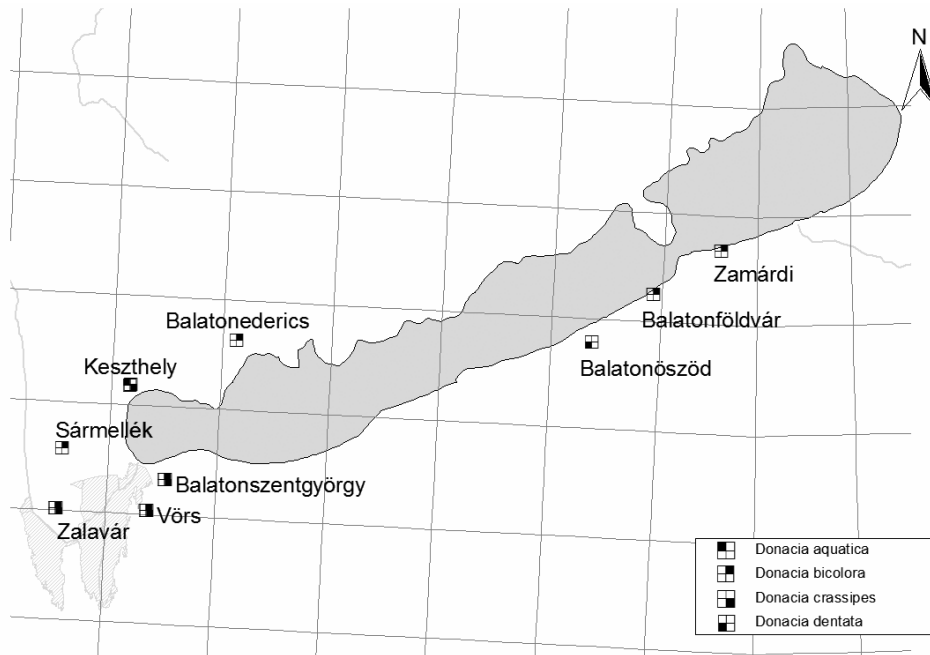 N
Zamárdi
Balatonföldvár
Balatonederics
Balatonöszöd
Keszthely
Sármellék
Balatonszentgyörgy
Vörs
Zalavár
Donacia aquatica
Donacia bicolora
Donacia crassipes
Donacia dentata